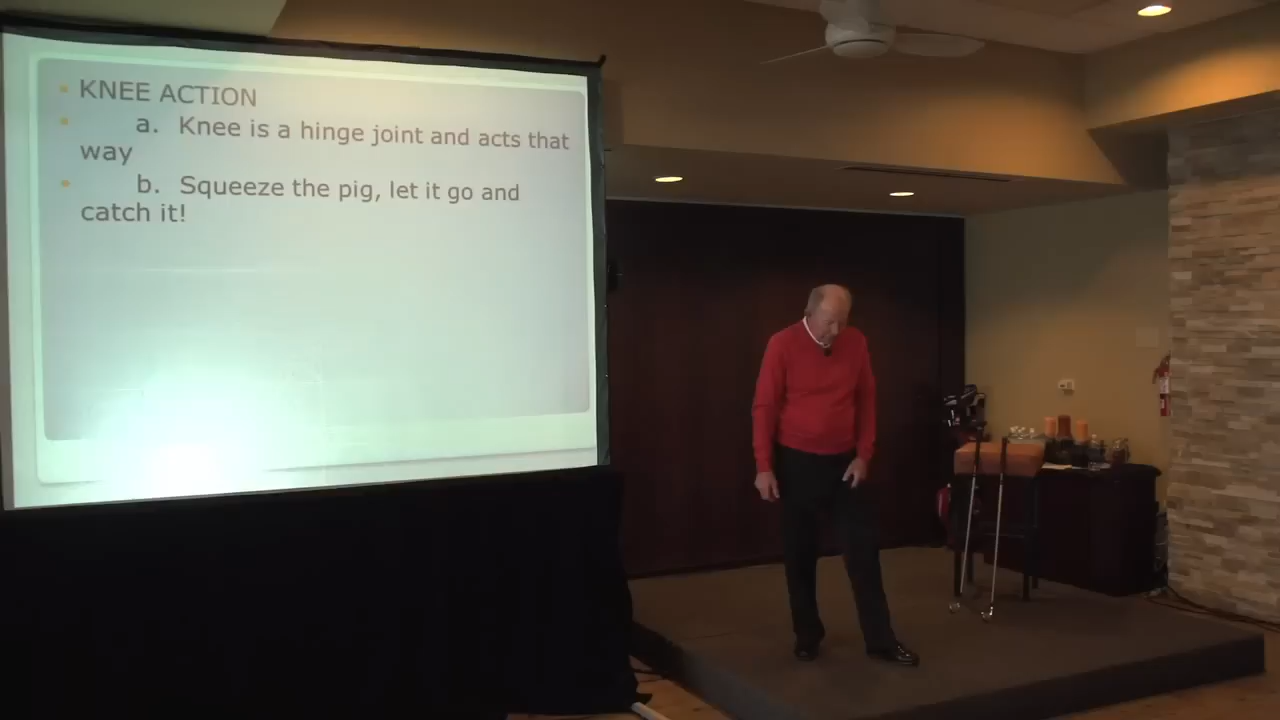 KNEE ACTION
a. Knee is a hinge joint and acts that
way
b. Squeeze the pig, let it go and
catch it!